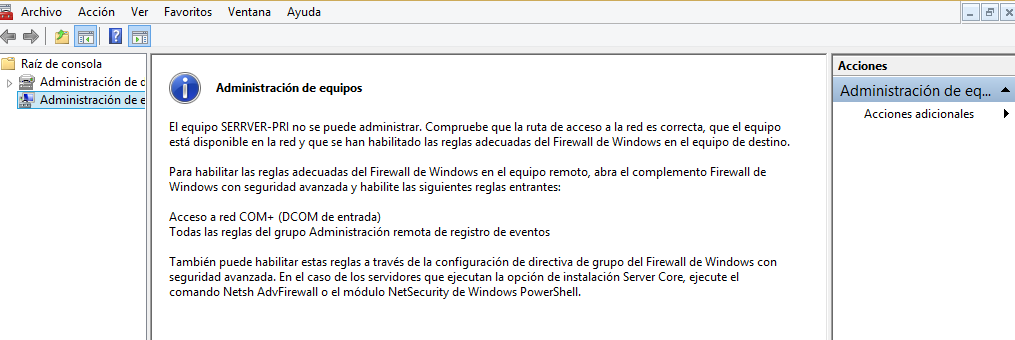 Archivo Acción Ver Favoritos Ventana Ayuda
Raíz de consola
Administración de d
Administración de e
Administración de equipos
El equipo SERRVER-PRI no se puede administrar. Compruebe que la ruta de acceso a la red es correcta, que el equipo
está disponible en la red y que se han habilitado las reglas adecuadas del Firewall de Windows en el equipo de destino.
Para habilitar las reglas adecuadas del Firewall de Windows en el equipo remoto, abra el complemento Firewall de
Windows con seguridad avanzada y habilite las siguientes reglas entrantes:
Acceso a red COM+ (DCOM de entrada)
Todas las reglas del grupo Administración remota de registro de eventos
También puede habilitar estas reglas a través de la configuración de directiva de grupo del Firewall de Windows con
seguridad avanzada. En el caso de los servidores que ejecutan la opción de instalación Server Core, ejecute el
comando Netsh AdvFirewall o el módulo NetSecurity de Windows PowerShell.
Acciones
Administración de eq...
Acciones adicionales